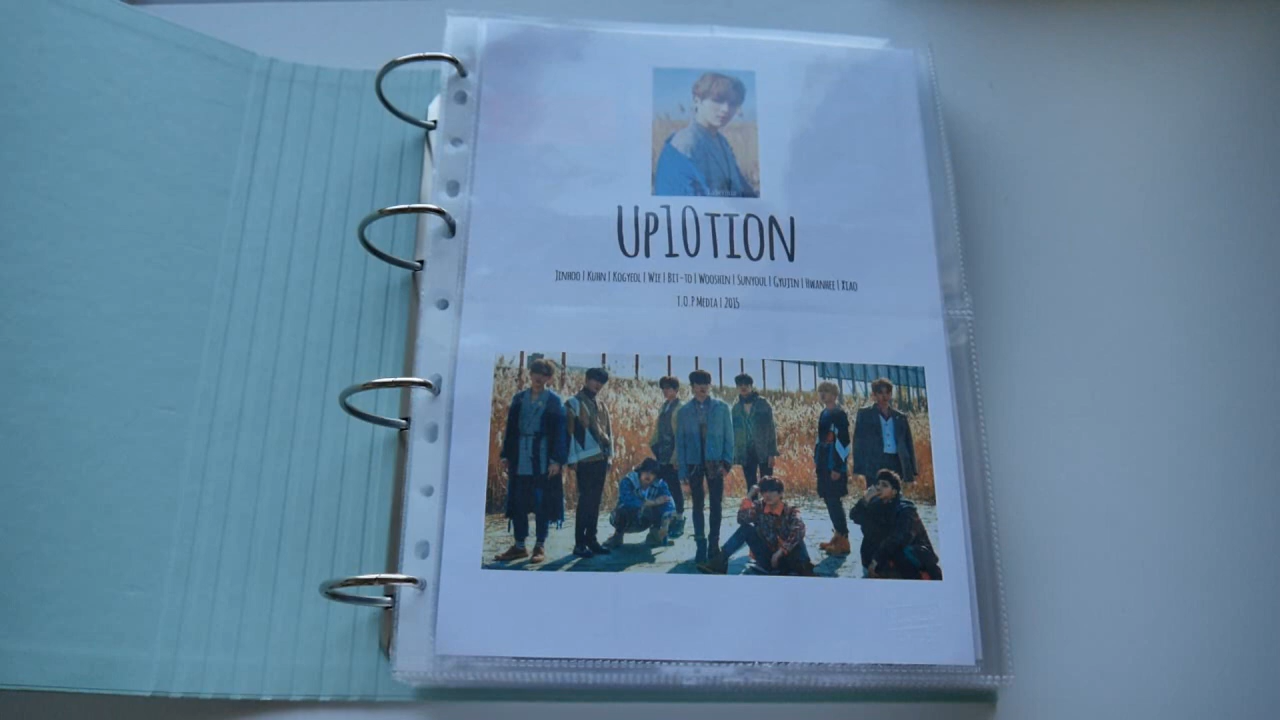 Up10tion
Jinhoo | Kuhn | Kogyeol | Wei | Bit-to | Wooshin | Sunyoul | Gyujin | Hwanhee | Xiao
T.O.P Media | 2015